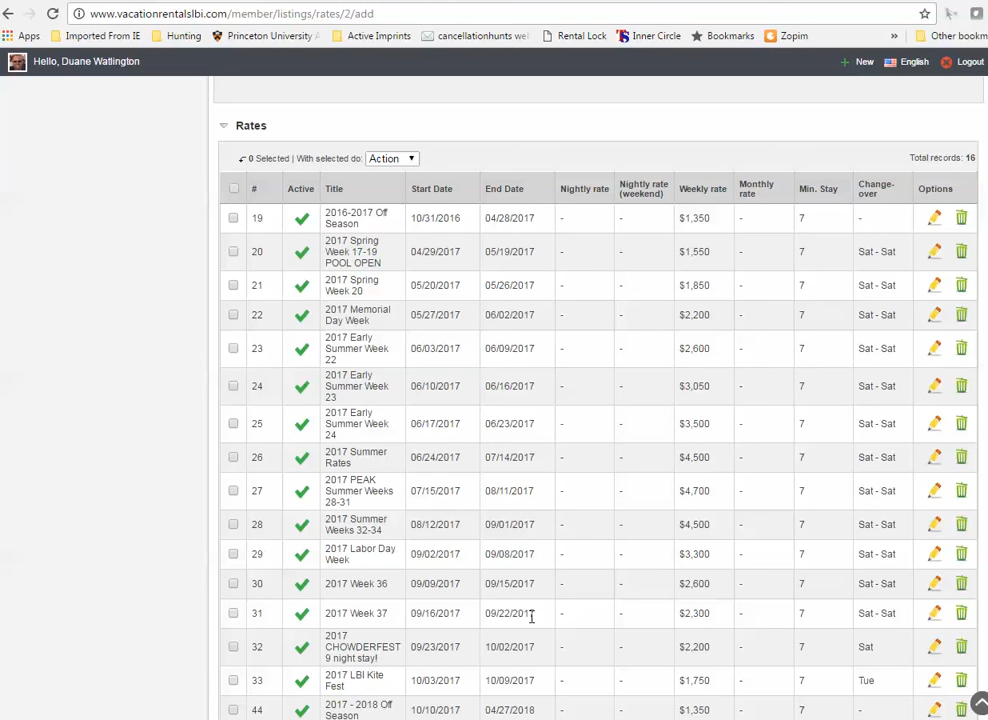 www.vacationrentalslbi.com/member/listings/rates/2/add
Apps Imported From IE Hunting Princeton University Active Imprints cancellationhunts we Rental Lock Inner Circle Bookmarks Zopim » Other bookm
Hello, Duane Watlington New English Logout
Rates
0 Selected | With selected do: Action Total records: 16
# Active Title Start Date End Date Nightly rate Nightly rate (weekend) Weekly rate Monthly rate Min. Stay Change-over Options
19 2016-2017 Off Season 10/31/2016 04/28/2017 - - $1,350 - 7 -
20 2017 Spring Week 17-19 POOL OPEN 04/29/2017 05/19/2017 - - $1,550 - 7 Sat - Sat
21 2017 Spring Week 20 05/20/2017 05/26/2017 - - $1,850 - 7 Sat - Sat
22 2017 Memorial Day Week 05/27/2017 06/02/2017 - - $2,200 - 7 Sat - Sat
23 2017 Early Summer Week 22 06/03/2017 06/09/2017 - - $2,600 - 7 Sat - Sat
24 2017 Early Summer Week 23 06/10/2017 06/16/2017 - - $3,050 - 7 Sat - Sat
25 2017 Early Summer Week 24 06/17/2017 06/23/2017 - - $3,500 - 7 Sat - Sat
26 2017 Summer Rates 06/24/2017 07/14/2017 - - $4,500 - 7 Sat - Sat
27 2017 PEAK Summer Weeks 28-31 07/15/2017 08/11/2017 - - $4,700 - 7 Sat - Sat
28 2017 Summer Weeks 32-34 08/12/2017 09/01/2017 - - $4,500 - 7 Sat - Sat
29 2017 Labor Day Week 09/02/2017 09/08/2017 - - $3,300 - 7 Sat - Sat
30 2017 Week 36 09/09/2017 09/15/2017 - - $2,600 - 7 Sat - Sat
31 2017 Week 37 09/16/2017 09/22/2017 - - $2,300 - 7 Sat - Sat
32 2017 CHOWDERFEST 9 night stay! 09/23/2017 10/02/2017 - - $2,200 - 7 Sat
33 2017 LBI Kite Fest 10/03/2017 10/09/2017 - - $1,750 - 7 Tue
44 2017 - 2018 Off Season 10/10/2017 04/27/2018 - - $1,350 - 7 -